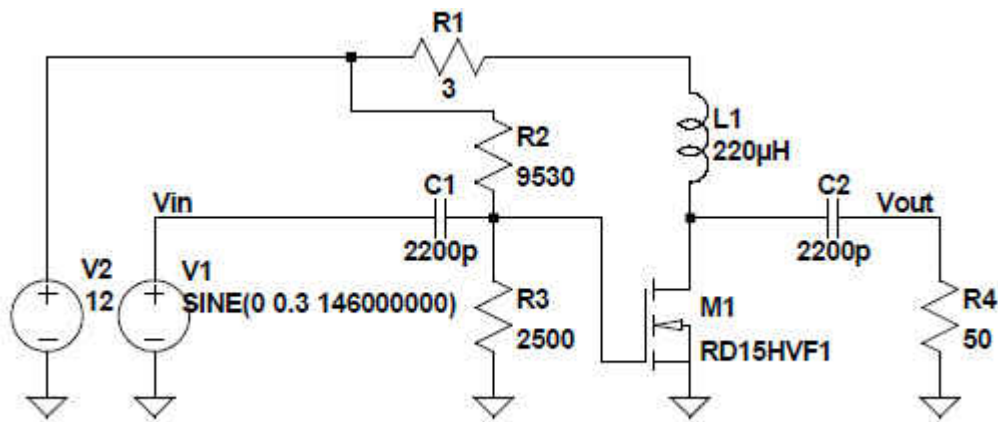 R1
3
L1
220µH
R2
9530
C1
2200p
C2
2200p
Vin
Vout
V2
12
V1
SINE(0 0.3 146000000)
R3
2500
M1
RD15HVF1
R4
50